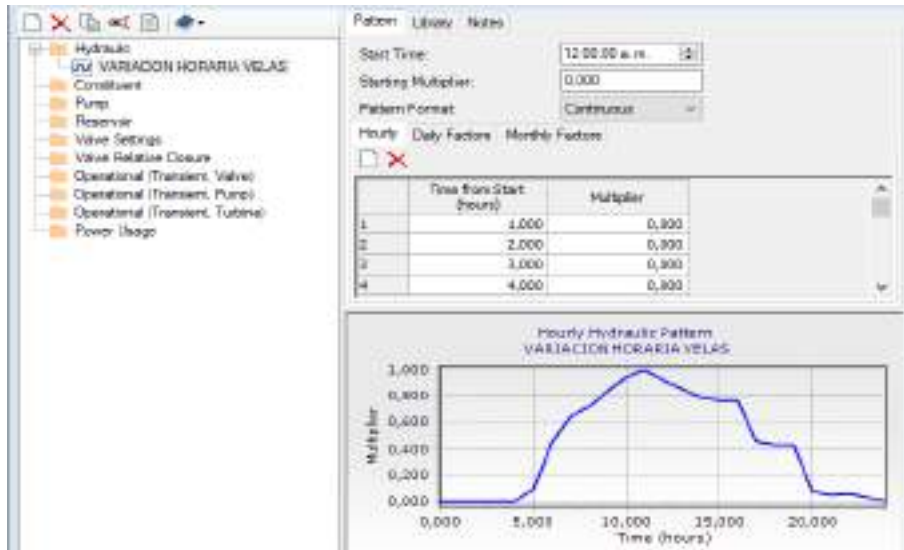 Hydraulic
VARIACION HORARIA VELAS
Constituent
Pump
Reservoir
Valve Settings
Valve Relative Closure
Operational (Transient, Valve)
Operational (Transient, Pump)
Operational (Transient, Turbine)
Power Usage
Pattern Library Notes
Start Time: 12:00:00 a. m.
Starting Multiplier: 0,000
Pattern Format: Continuous
Hourly Daily Factors Monthly Factors
Time from Start (hours) Multiplier
1 1,000 0,000
2 2,000 0,000
3 3,000 0,000
4 4,000 0,000
Hourly Hydraulic Pattern
VARIACION HORARIA VELAS
Multiplier
1,000
0,800
0,600
0,400
0,200
0,000
0,000 5,000 10,000 15,000 20,000
Time (hours)